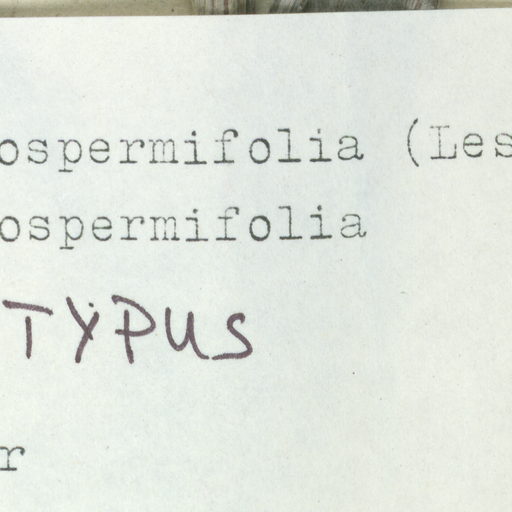 ospermifolia (Les
ospermifolia
TYPUS
r